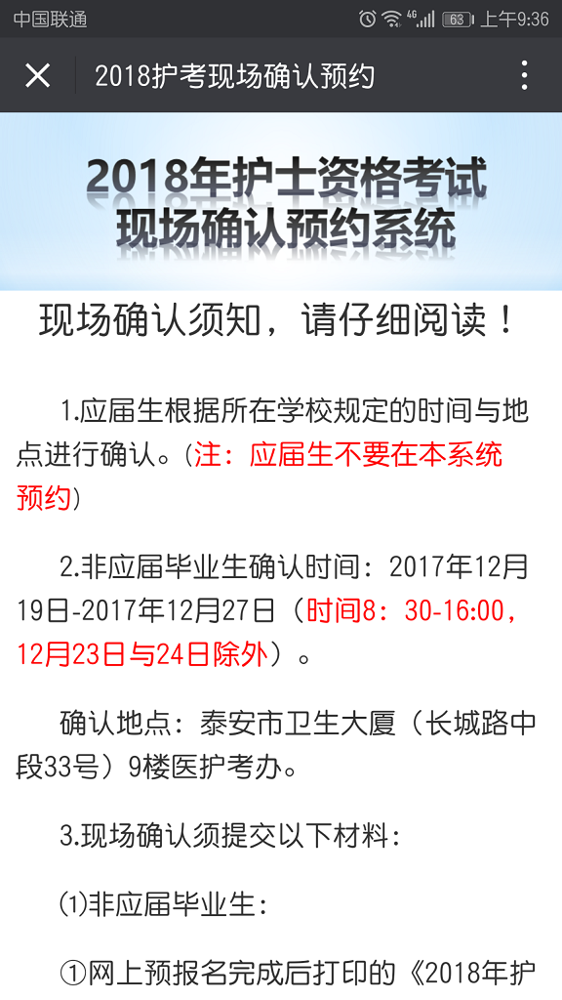 中国联通 4G 63 上午9:36
2018护考现场确认预约
2018年护士资格考试
现场确认预约系统
现场确认须知，请仔细阅读！
1.应届生根据所在学校规定的时间与地
点进行确认。(注：应届生不要在本系统
预约)
2.非应届毕业生确认时间：2017年12月
19日-2017年12月27日（时间8：30-16:00，
12月23日与24日除外）。
确认地点：泰安市卫生大厦（长城路中
段33号）9楼医护考办。
3.现场确认须提交以下材料：
⑴非应届毕业生：
①网上预报名完成后打印的《2018年护